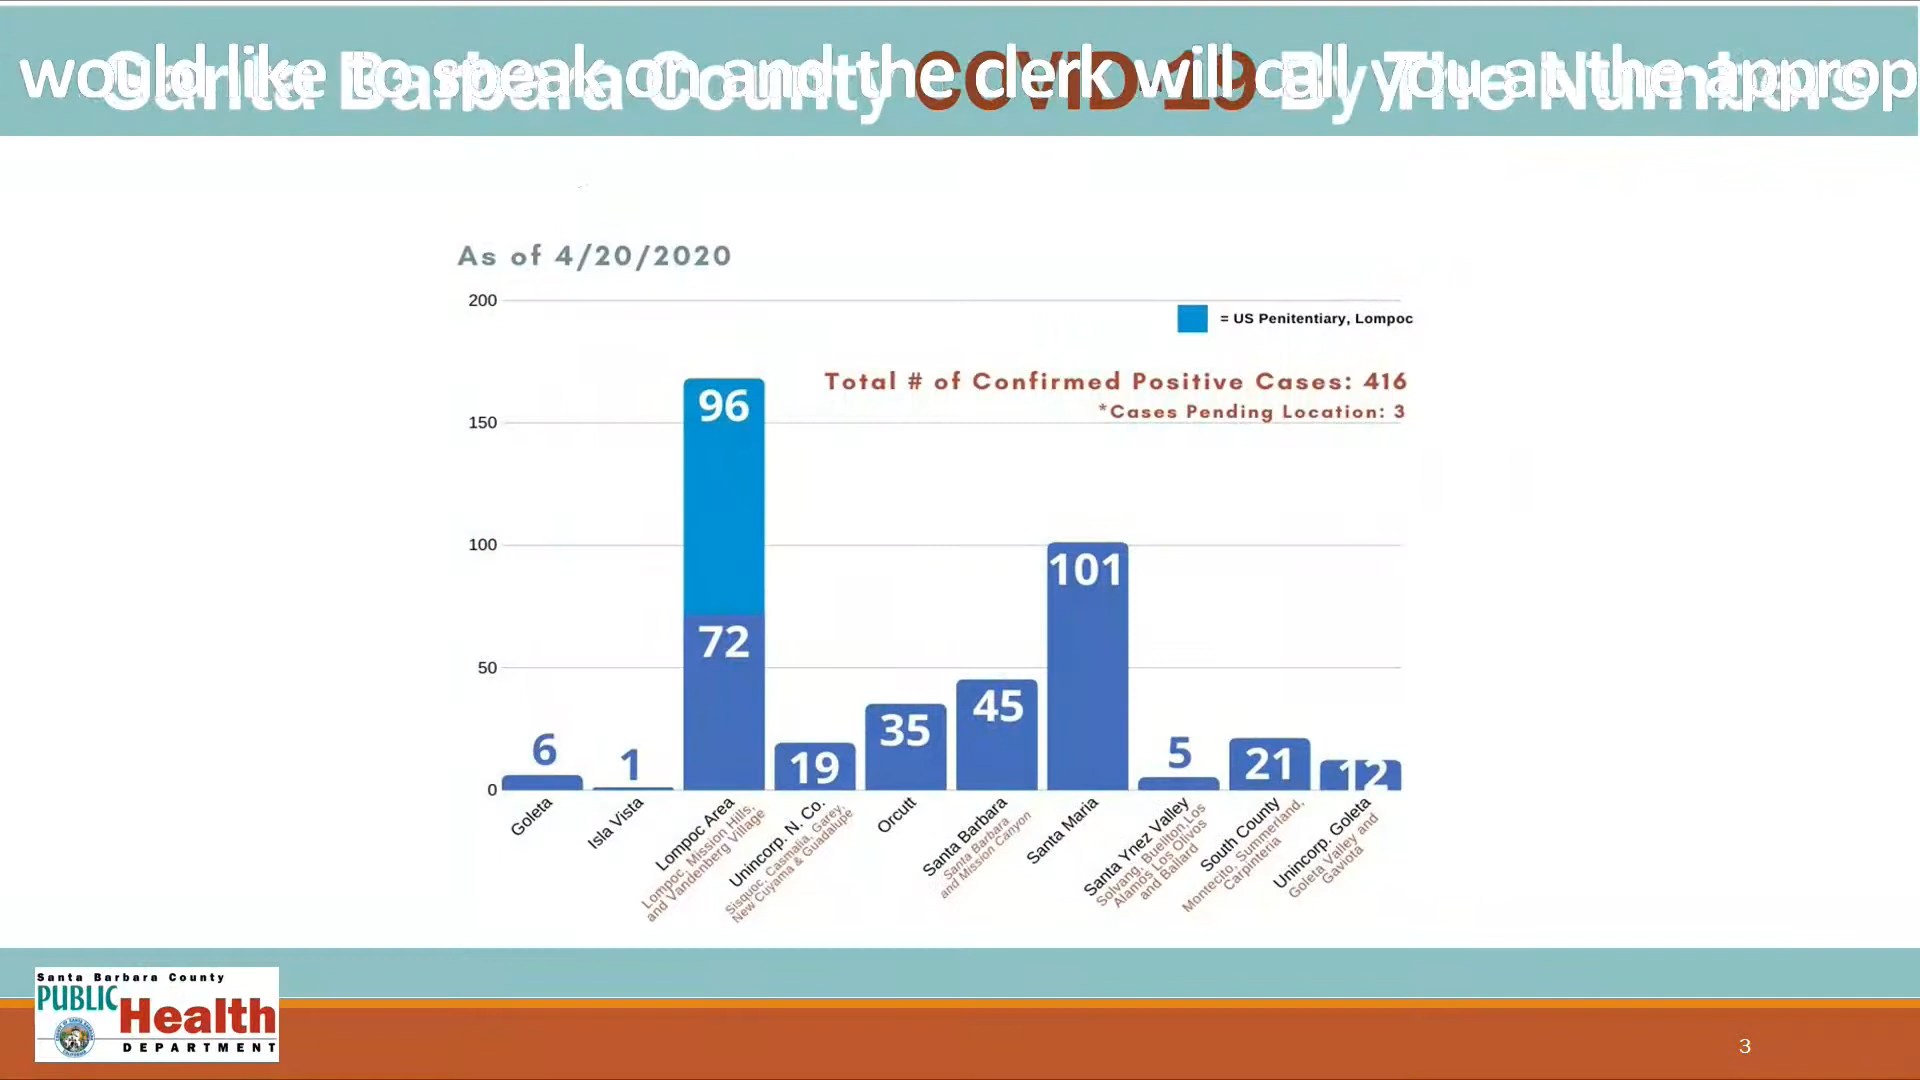 would like to speak on and the clerk will call you at the approp
Santa Barbara County COVID-19 By The Numbers
As of 4/20/2020
200
= US Penitentiary, Lompoc
Total # of Confirmed Positive Cases: 416
*Cases Pending Location: 3
150
100
50
0
96
72
6
1
19
35
45
101
5
21
12
Goleta
Isla Vista
Lompoc Area
Lompoc, Mission Hills,
and Vandenberg Village
Unincorp. N. Co.
Sisquoc, Casmalia, Garey,
New Cuyama & Guadalupe
Orcutt
Santa Barbara
Santa Barbara
and Mission Canyon
Santa Maria
Santa Ynez Valley
Solvang, Buellton, Los
Alamos Los Olivos
and Ballard
South County
Montecito, Summerland,
Carpinteria
Unincorp. Goleta
Goleta Valley and
Gaviota
Santa Barbara County
PUBLIC
Health
DEPARTMENT
3